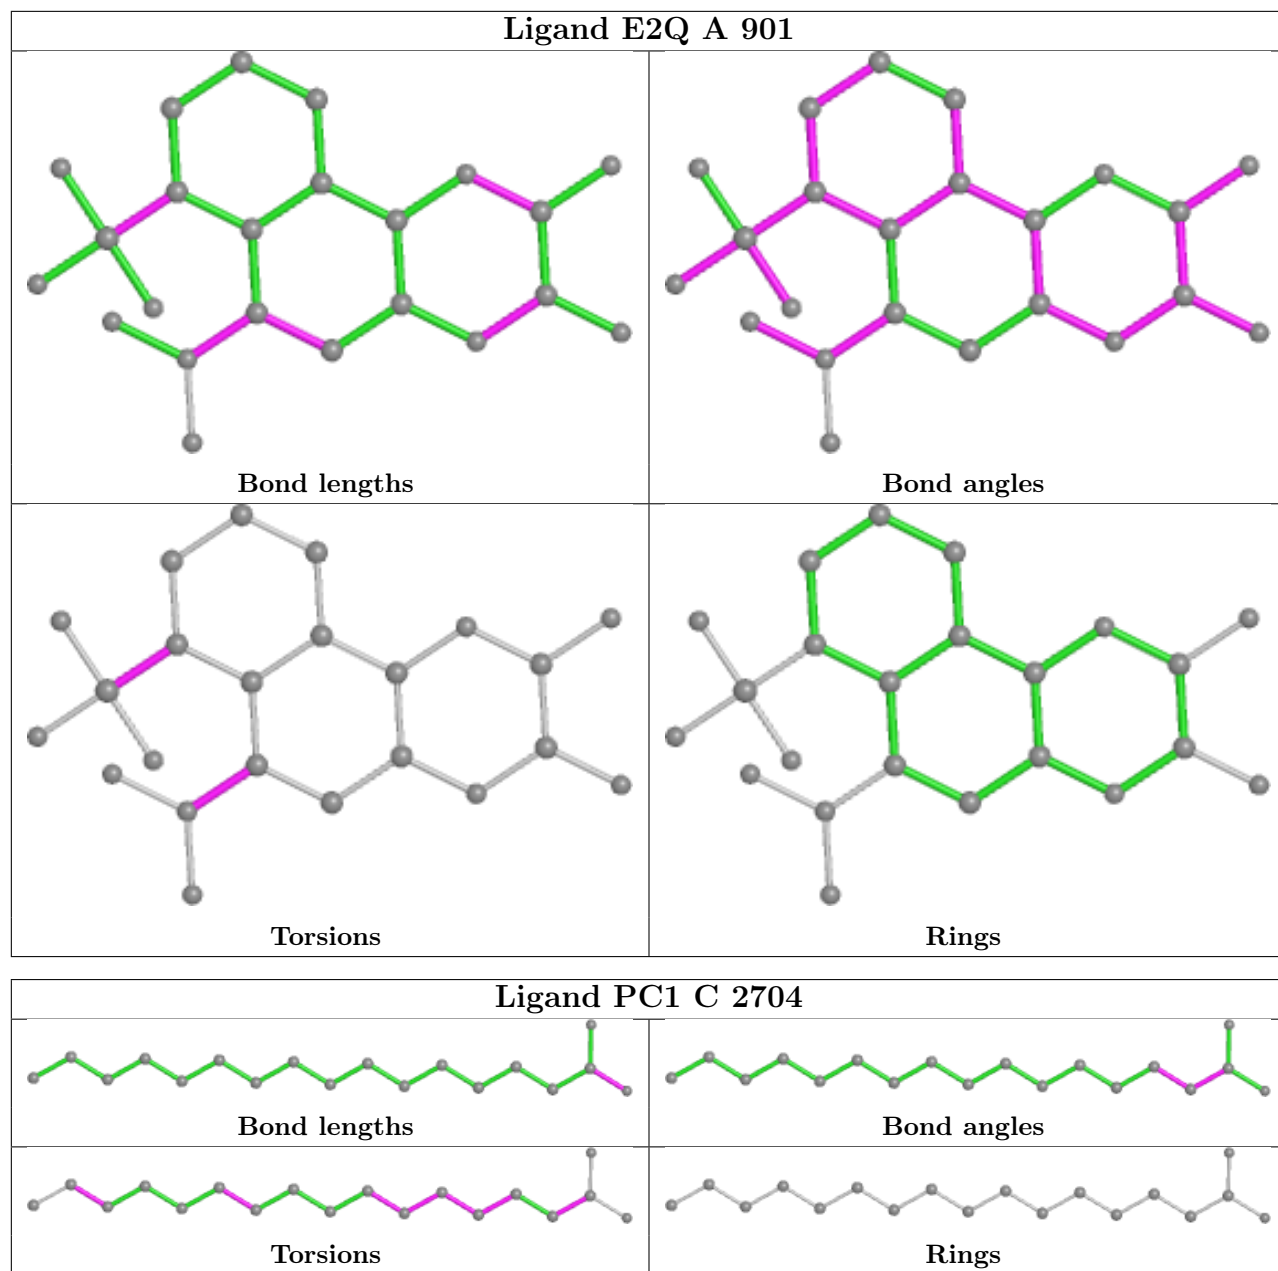 Ligand E2Q A 901
Bond lengths
Bond angles
Torsions
Rings
Ligand PC1 C 2704
Bond lengths
Bond angles
Torsions
Rings